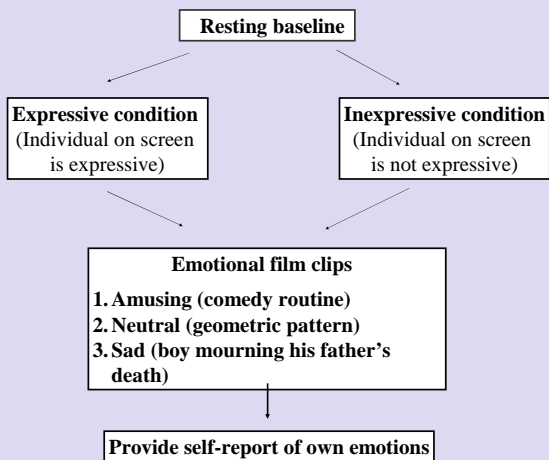 Resting baseline
Expressive condition
(Individual on screen
is expressive)
Inexpressive condition
(Individual on screen
is not expressive)
Emotional film clips
1. Amusing (comedy routine)
2. Neutral (geometric pattern)
3. Sad (boy mourning his father’s
death)
Provide self-report of own emotions